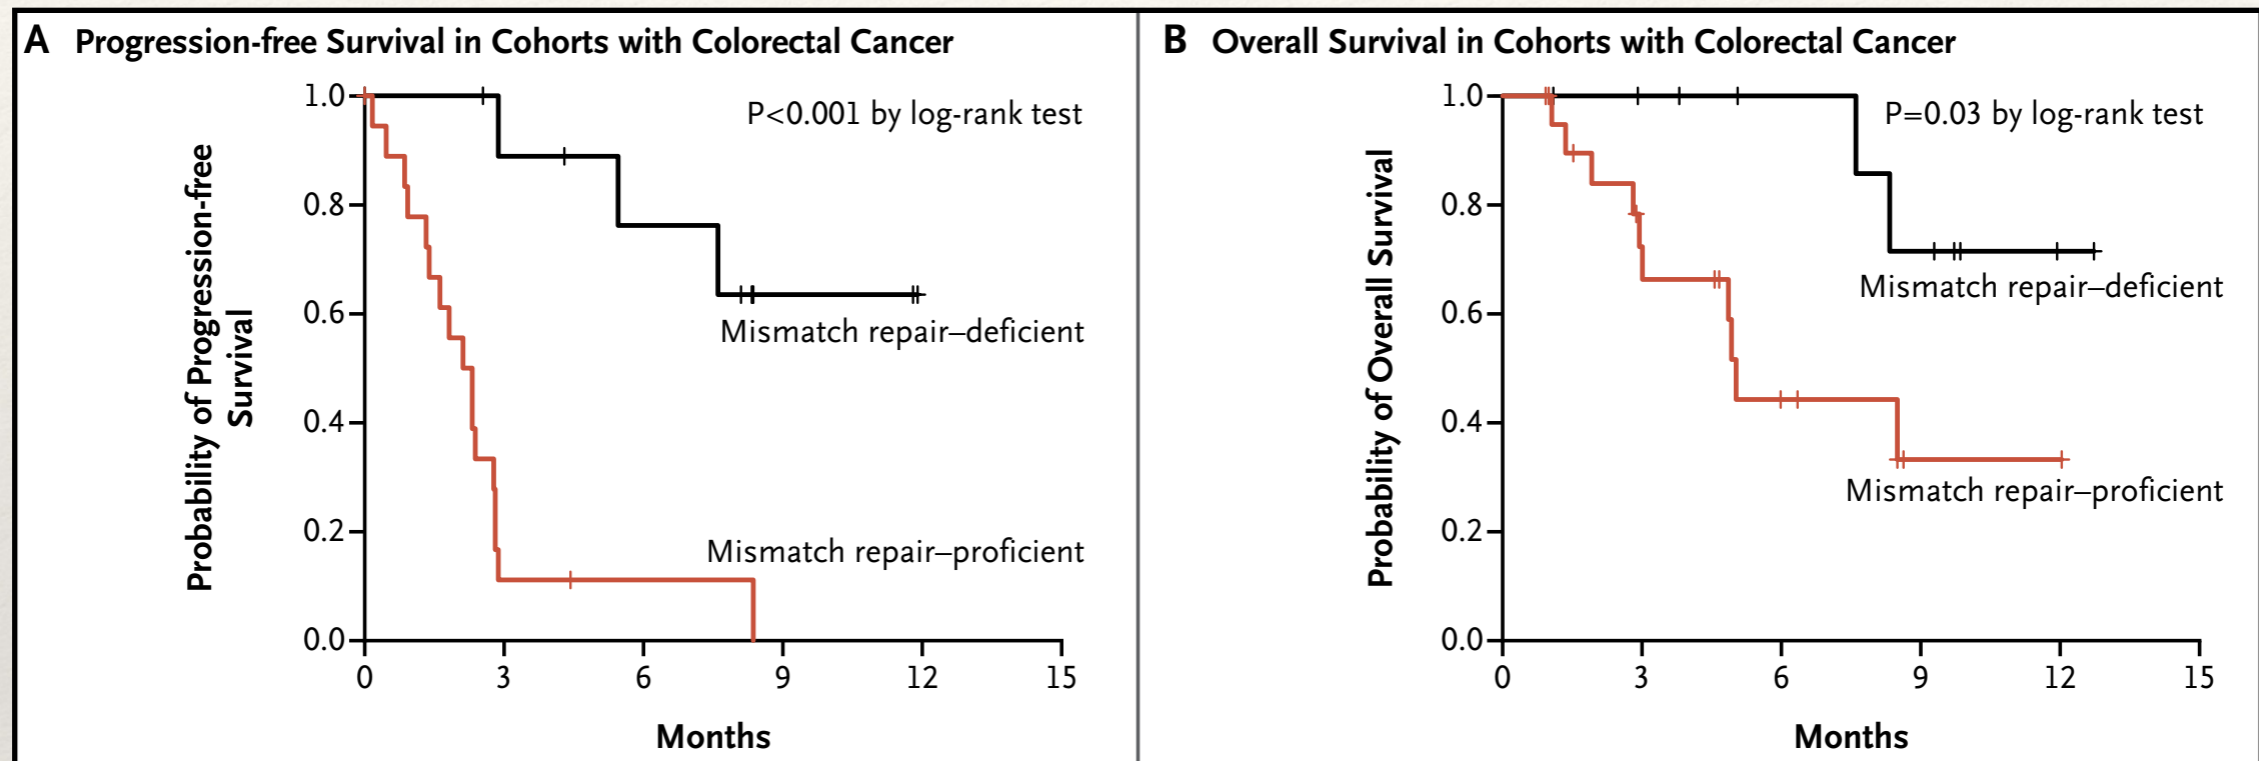 A Progression-free Survival in Cohorts with Colorectal Cancer
Probability of Progression-free
Survival
1.0
0.8
0.6
0.4
0.2
0.0
P<0.001 by log-rank test
Mismatch repair–deficient
Mismatch repair–proficient
0 3 6 9 12 15
Months
B Overall Survival in Cohorts with Colorectal Cancer
Probability of Overall Survival
1.0
0.8
0.6
0.4
0.2
0.0
P=0.03 by log-rank test
Mismatch repair–deficient
Mismatch repair–proficient
0 3 6 9 12 15
Months